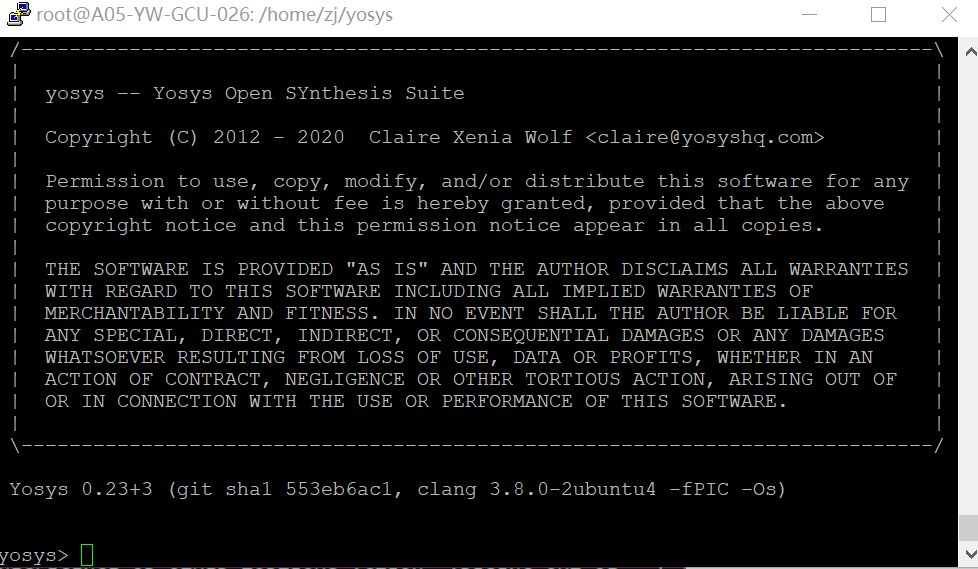 root@A05-YW-GCU-026: /home/zj/yosys
/----------------------------------------------------------------------------\
| |
| yosys -- Yosys Open SYnthesis Suite |
| |
| Copyright (C) 2012 - 2020  Claire Xenia Wolf <claire@yosyshq.com> |
| |
| Permission to use, copy, modify, and/or distribute this software for any |
| purpose with or without fee is hereby granted, provided that the above |
| copyright notice and this permission notice appear in all copies. |
| |
| THE SOFTWARE IS PROVIDED "AS IS" AND THE AUTHOR DISCLAIMS ALL WARRANTIES |
| WITH REGARD TO THIS SOFTWARE INCLUDING ALL IMPLIED WARRANTIES OF |
| MERCHANTABILITY AND FITNESS. IN NO EVENT SHALL THE AUTHOR BE LIABLE FOR |
| ANY SPECIAL, DIRECT, INDIRECT, OR CONSEQUENTIAL DAMAGES OR ANY DAMAGES |
| WHATSOEVER RESULTING FROM LOSS OF USE, DATA OR PROFITS, WHETHER IN AN |
| ACTION OF CONTRACT, NEGLIGENCE OR OTHER TORTIOUS ACTION, ARISING OUT OF |
| OR IN CONNECTION WITH THE USE OR PERFORMANCE OF THIS SOFTWARE. |
| |
\----------------------------------------------------------------------------/
Yosys 0.23+3 (git sha1 553eb6ac1, clang 3.8.0-2ubuntu4 -fPIC -Os)
yosys>